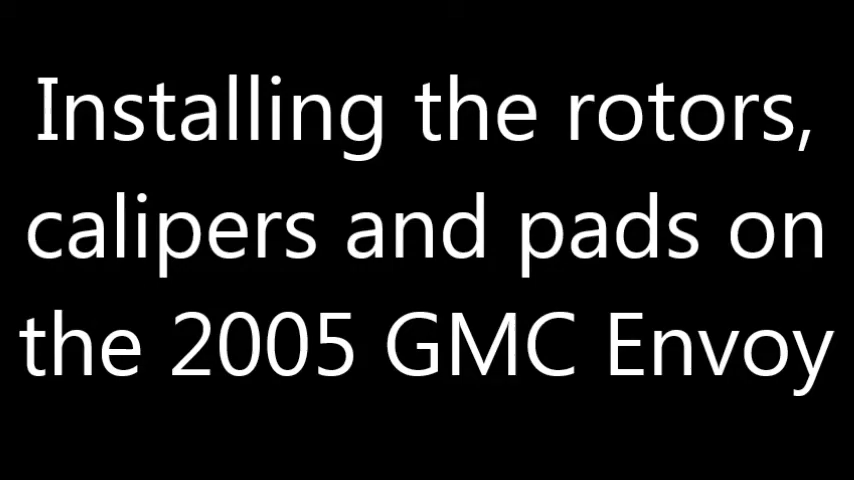 Installing the rotors,
calipers and pads on
the 2005 GMC Envoy